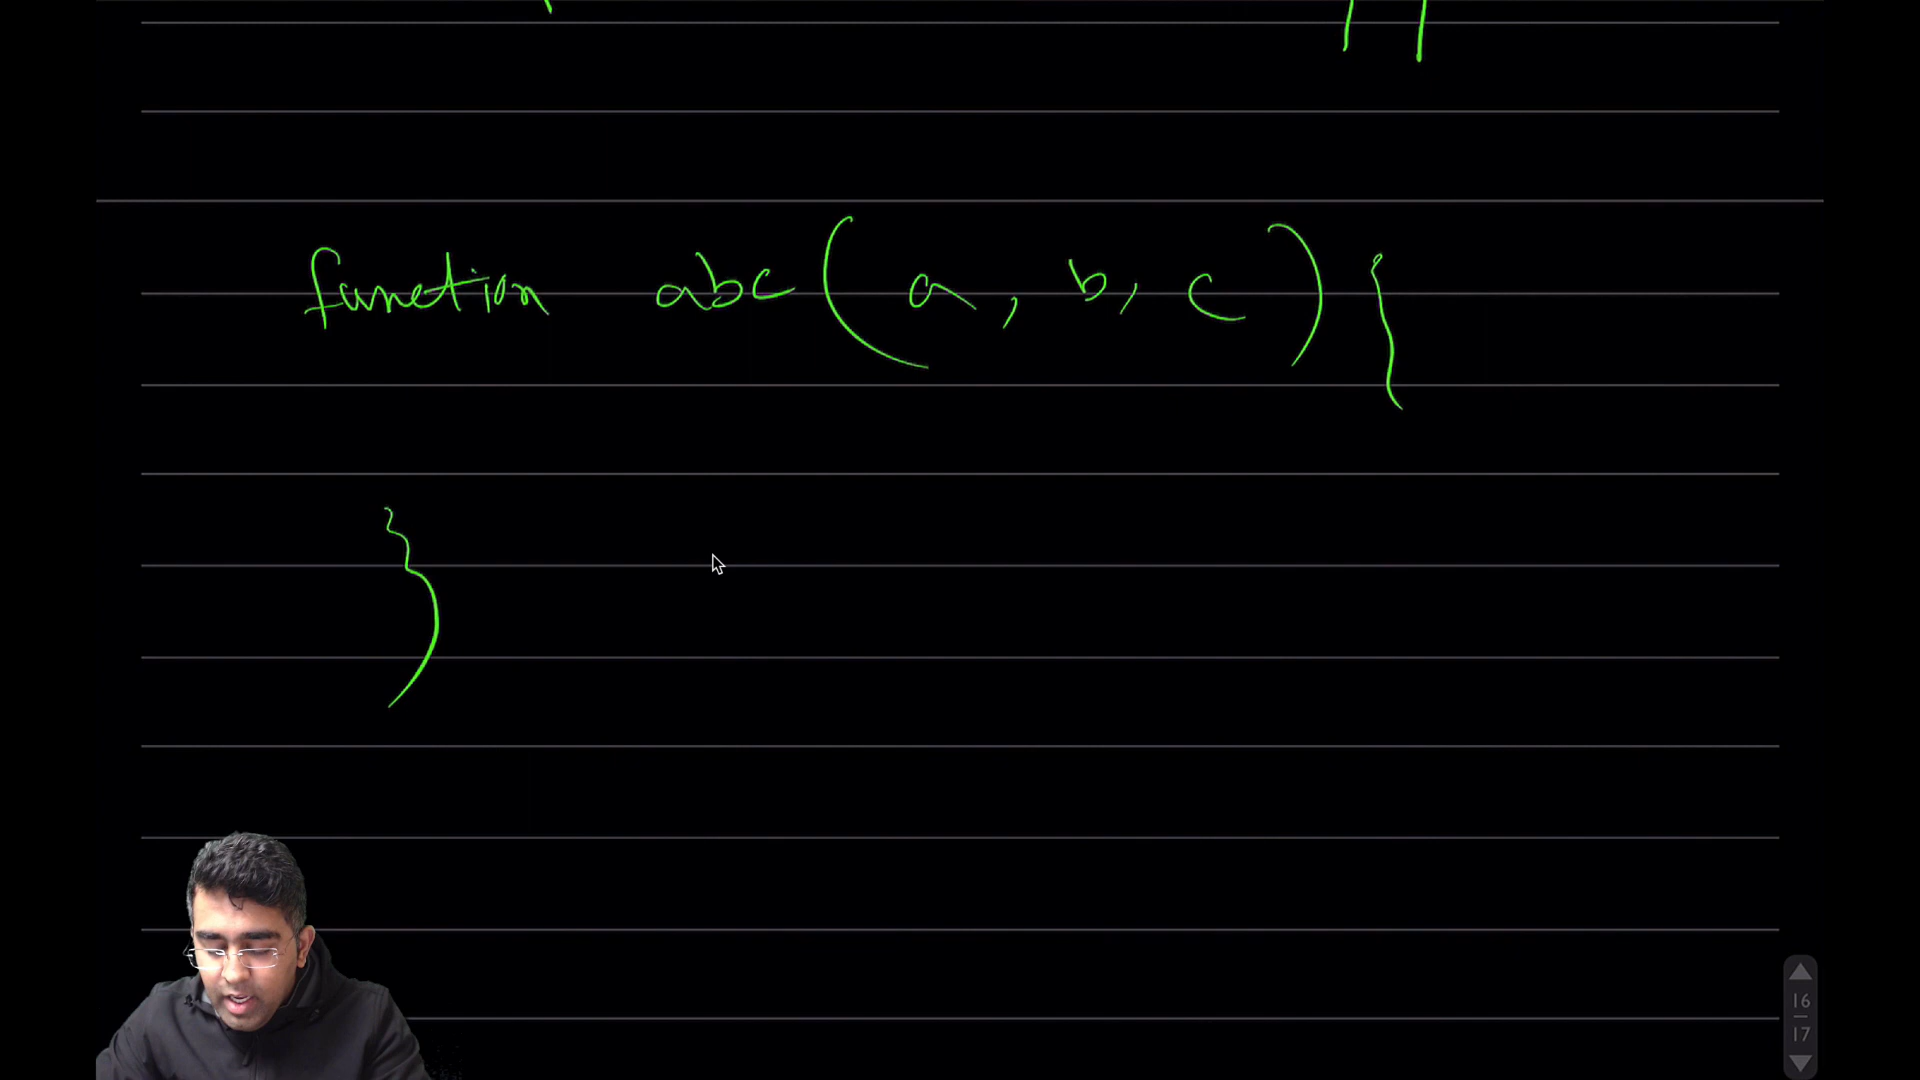 function abc(a, b, c) {
}
16
17